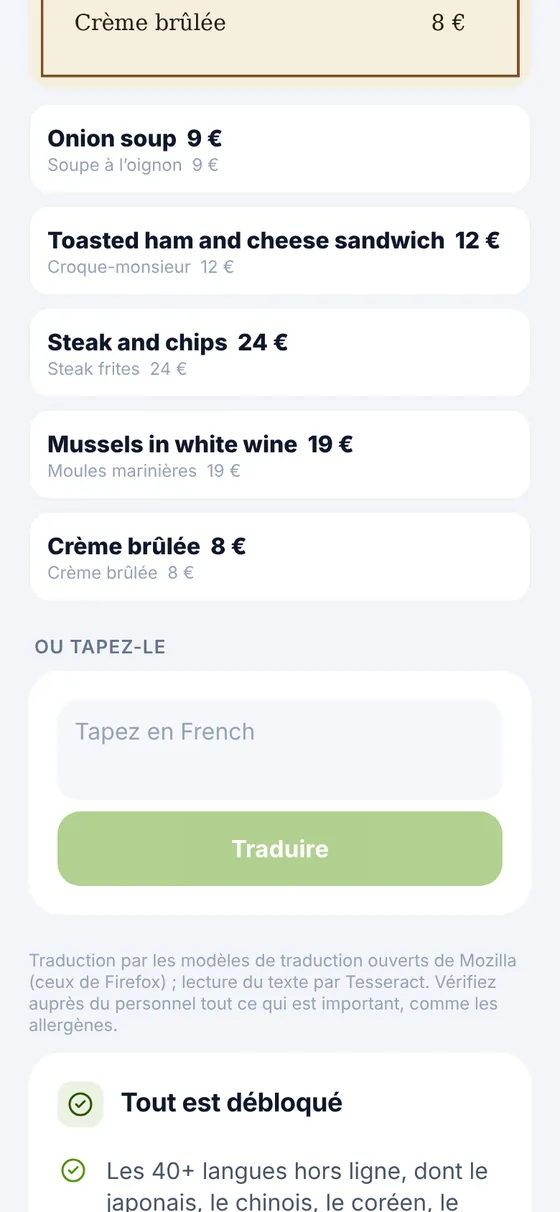 Crème brûlée 8 €
Onion soup 9 €
Soupe à l’oignon 9 €
Toasted ham and cheese sandwich 12 €
Croque-monsieur 12 €
Steak and chips 24 €
Steak frites 24 €
Mussels in white wine 19 €
Moules marinières 19 €
Crème brûlée 8 €
Crème brûlée 8 €
OU TAPEZ-LE
Tapez en French
Traduire
Traduction par les modèles de traduction ouverts de Mozilla
(ceux de Firefox) ; lecture du texte par Tesseract. Vérifiez
auprès du personnel tout ce qui est important, comme les
allergènes.
Tout est débloqué
Les 40+ langues hors ligne, dont le
japonais, le chinois, le coréen, le